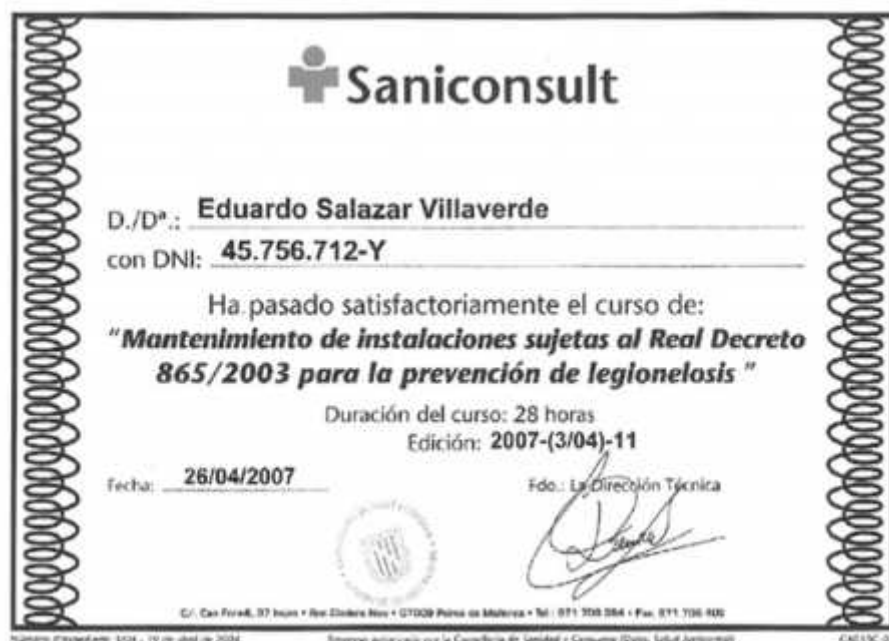 Saniconsult
D./Dª.: Eduardo Salazar Villaverde
con DNI: 45.756.712-Y
Ha pasado satisfactoriamente el curso de:
"Mantenimiento de instalaciones sujetas al Real Decreto
865/2003 para la prevención de legionelosis"
Duración del curso: 28 horas
Edición: 2007-(3/04)-11
Fecha: 26/04/2007
Fdo.: La Dirección Técnica